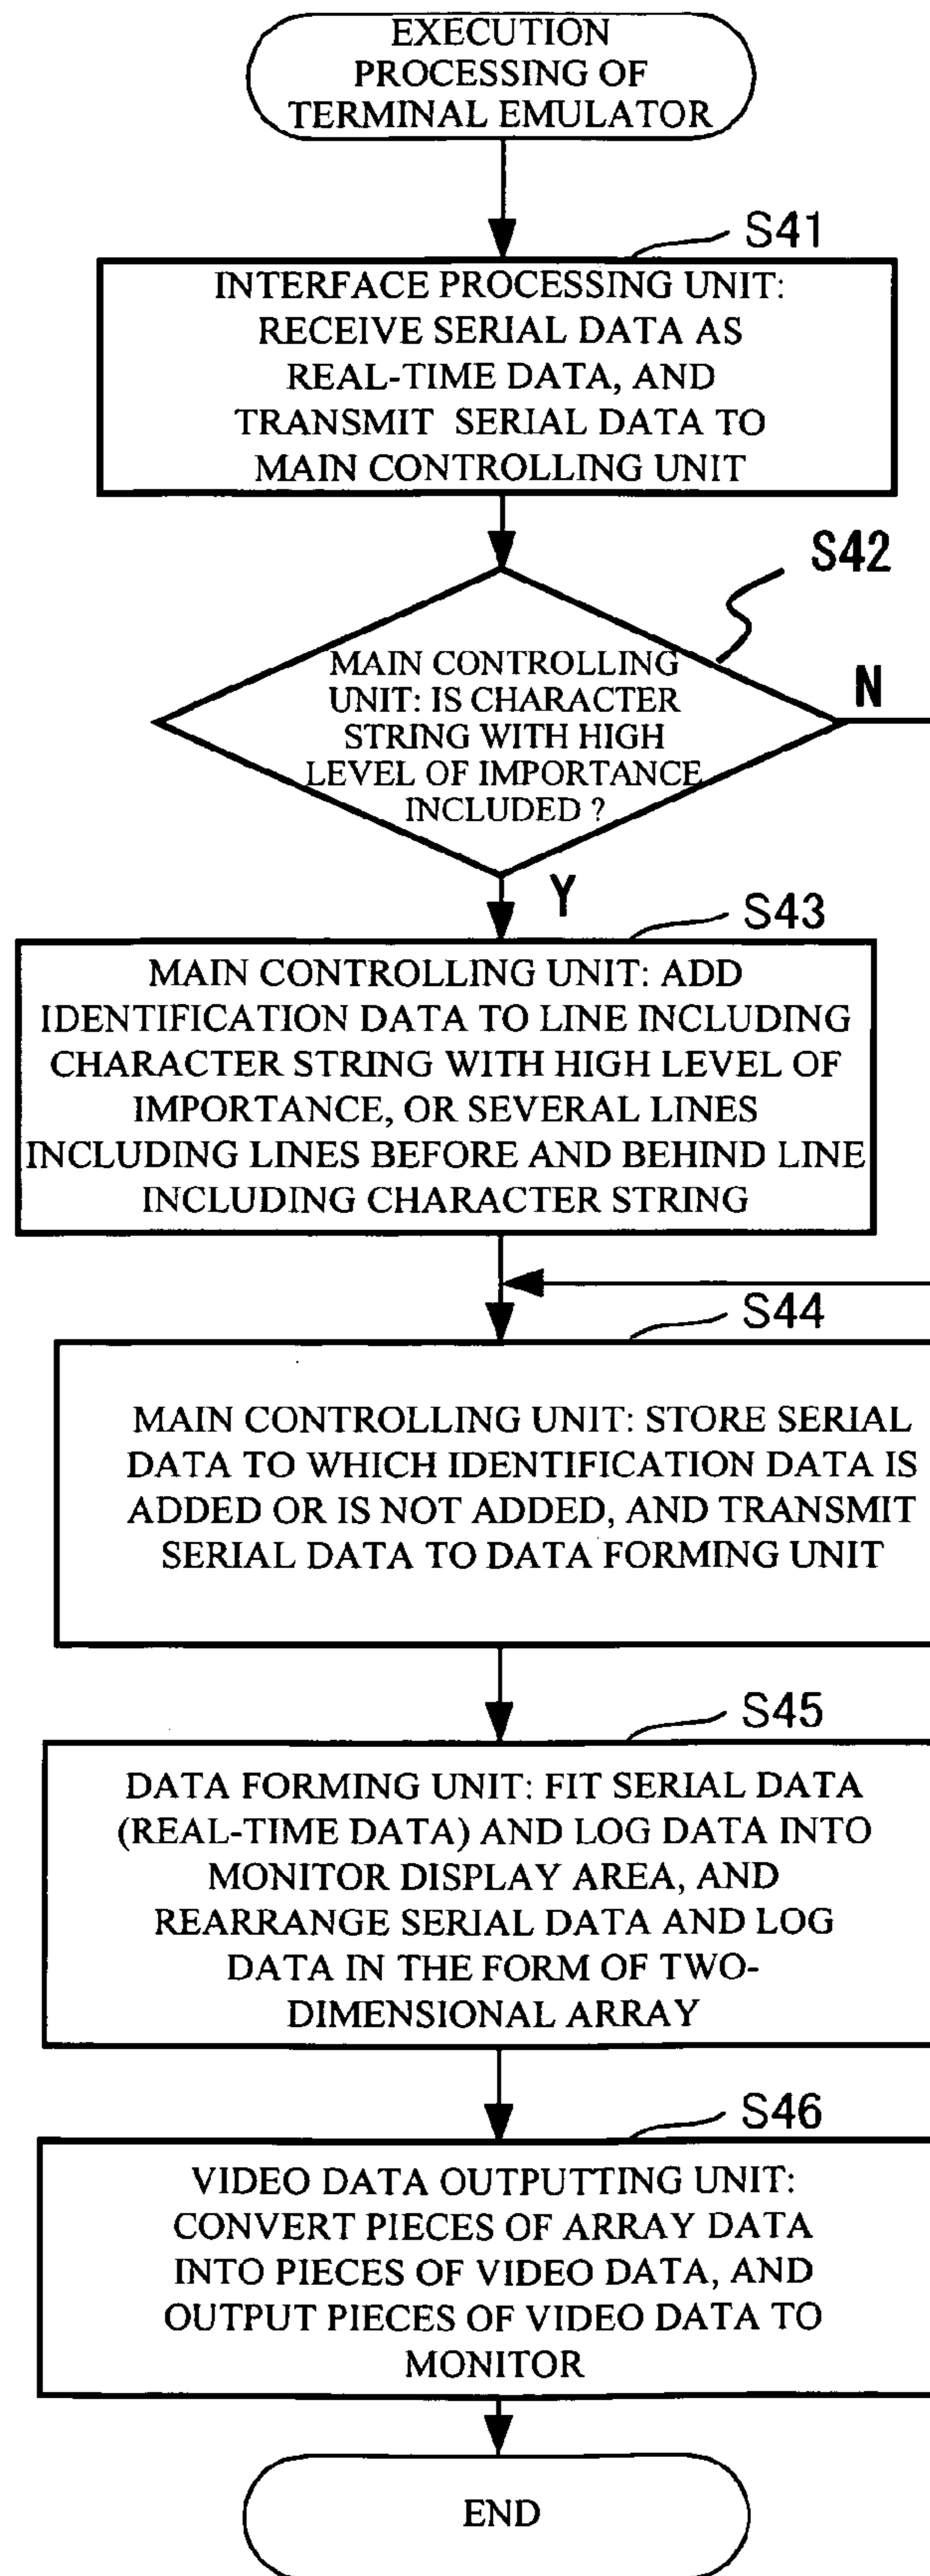 EXECUTION
PROCESSING OF
TERMINAL EMULATOR
S41
INTERFACE PROCESSING UNIT:
RECEIVE SERIAL DATA AS
REAL-TIME DATA, AND
TRANSMIT SERIAL DATA TO
MAIN CONTROLLING UNIT
S42
MAIN CONTROLLING
UNIT: IS CHARACTER
STRING WITH HIGH
LEVEL OF IMPORTANCE
INCLUDED ?
N
Y
S43
MAIN CONTROLLING UNIT: ADD
IDENTIFICATION DATA TO LINE INCLUDING
CHARACTER STRING WITH HIGH LEVEL OF
IMPORTANCE, OR SEVERAL LINES
INCLUDING LINES BEFORE AND BEHIND LINE
INCLUDING CHARACTER STRING
S44
MAIN CONTROLLING UNIT: STORE SERIAL
DATA TO WHICH IDENTIFICATION DATA IS
ADDED OR IS NOT ADDED, AND TRANSMIT
SERIAL DATA TO DATA FORMING UNIT
S45
DATA FORMING UNIT: FIT SERIAL DATA
(REAL-TIME DATA) AND LOG DATA INTO
MONITOR DISPLAY AREA, AND
REARRANGE SERIAL DATA AND LOG
DATA IN THE FORM OF TWO-
DIMENSIONAL ARRAY
S46
VIDEO DATA OUTPUTTING UNIT:
CONVERT PIECES OF ARRAY DATA
INTO PIECES OF VIDEO DATA, AND
OUTPUT PIECES OF VIDEO DATA TO
MONITOR
END